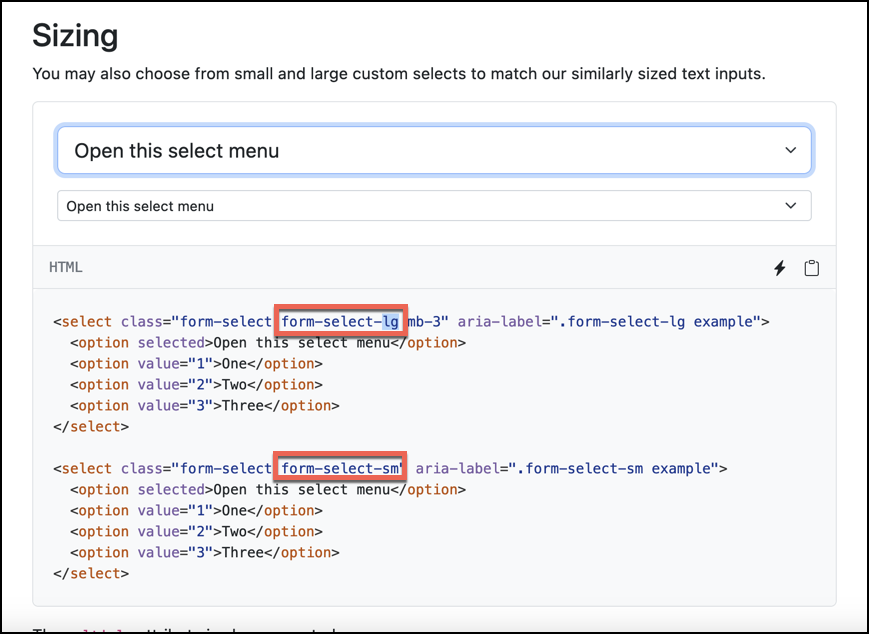 Sizing
You may also choose from small and large custom selects to match our similarly sized text inputs.
Open this select menu
Open this select menu
HTML
<select class="form-select form-select-lg mb-3" aria-label=".form-select-lg example">
  <option selected>Open this select menu</option>
  <option value="1">One</option>
  <option value="2">Two</option>
  <option value="3">Three</option>
</select>
<select class="form-select form-select-sm" aria-label=".form-select-sm example">
  <option selected>Open this select menu</option>
  <option value="1">One</option>
  <option value="2">Two</option>
  <option value="3">Three</option>
</select>